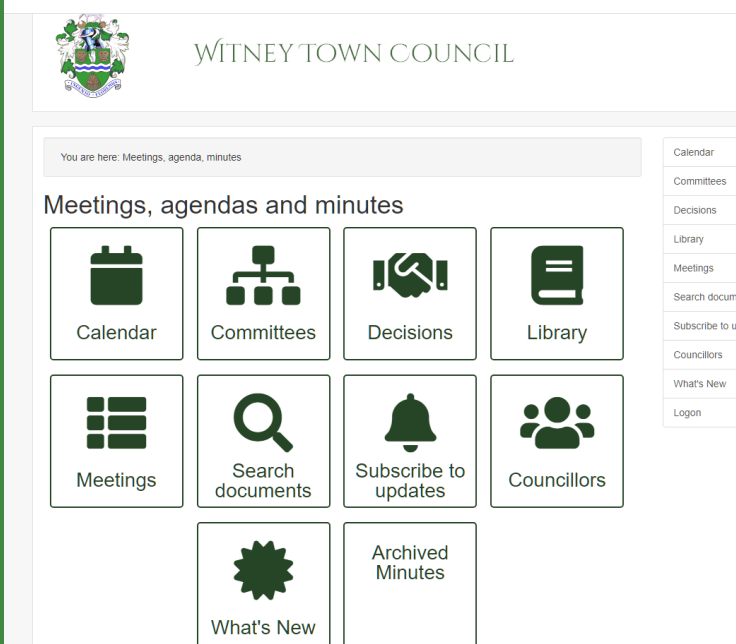 WITNEY TOWN COUNCIL
You are here: Meetings, agenda, minutes
Meetings, agendas and minutes
Calendar
Committees
Decisions
Library
Meetings
Search
documents
Subscribe to
updates
Councillors
What's New
Archived
Minutes
Calendar
Committees
Decisions
Library
Meetings
Search docum
Subscribe to u
Councillors
What's New
Logon